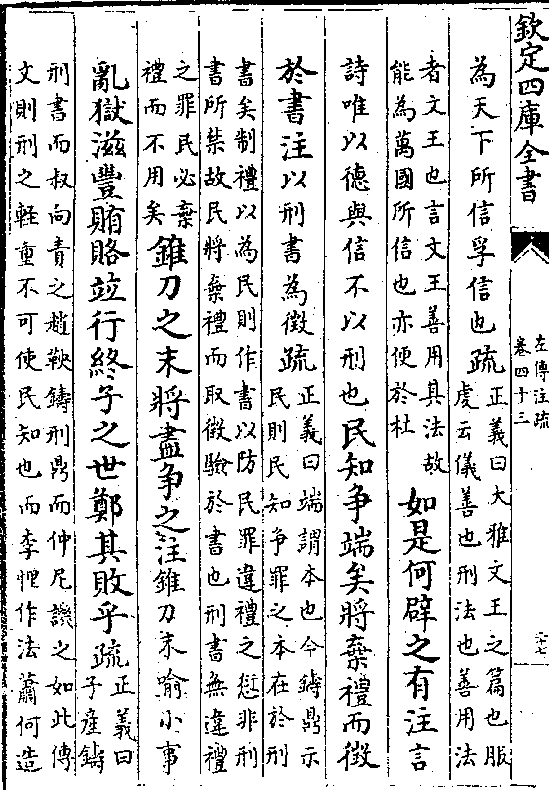 欽定四庫全書
左傳注疏
卷四十三
為天下所信孚信也疏
正義曰大雅文王之篇也服
虔云儀善也刑法也善用法
者文王也言文王善用其法故
能為萬國所信也亦便於杜
如是何辟之有注言
詩唯以德與信不以刑也民知争端矣將棄禮而徴
於書注以刑書為徴疏
正義曰端謂本也今鑄鼎示
民則民知争罪之本在於刑
書矣制禮以為民則作書以防民罪違禮之愆非刑
書所禁故民將棄禮而取徴驗於書也刑書無違禮
之罪民必棄
禮而不用矣
錐刀之末將盡争之注錐刀末喻小事
亂獄滋豐賄賂並行終子之世鄭其敗乎疏
正義曰
子產鑄
刑書而叔向責之趙鞅鑄刑鼎而仲尼譏之如此傳
文則刑之輕重不可使民知也而李悝作法蕭何造